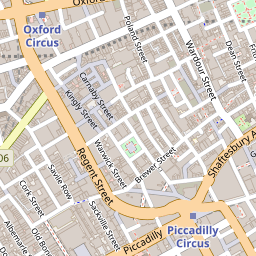 Oxford
Oxford
Circus
Poland Street
Wardour Street
Dean Street
Carnaby Street
Kingly Street
Warwick Street
Brewer Street
Shaftesbury A
06
Savile Row
Regent Street
Cork Street
Sackville Street
Old Bon
Albemarle
Piccadilly
Piccadilly
Circus